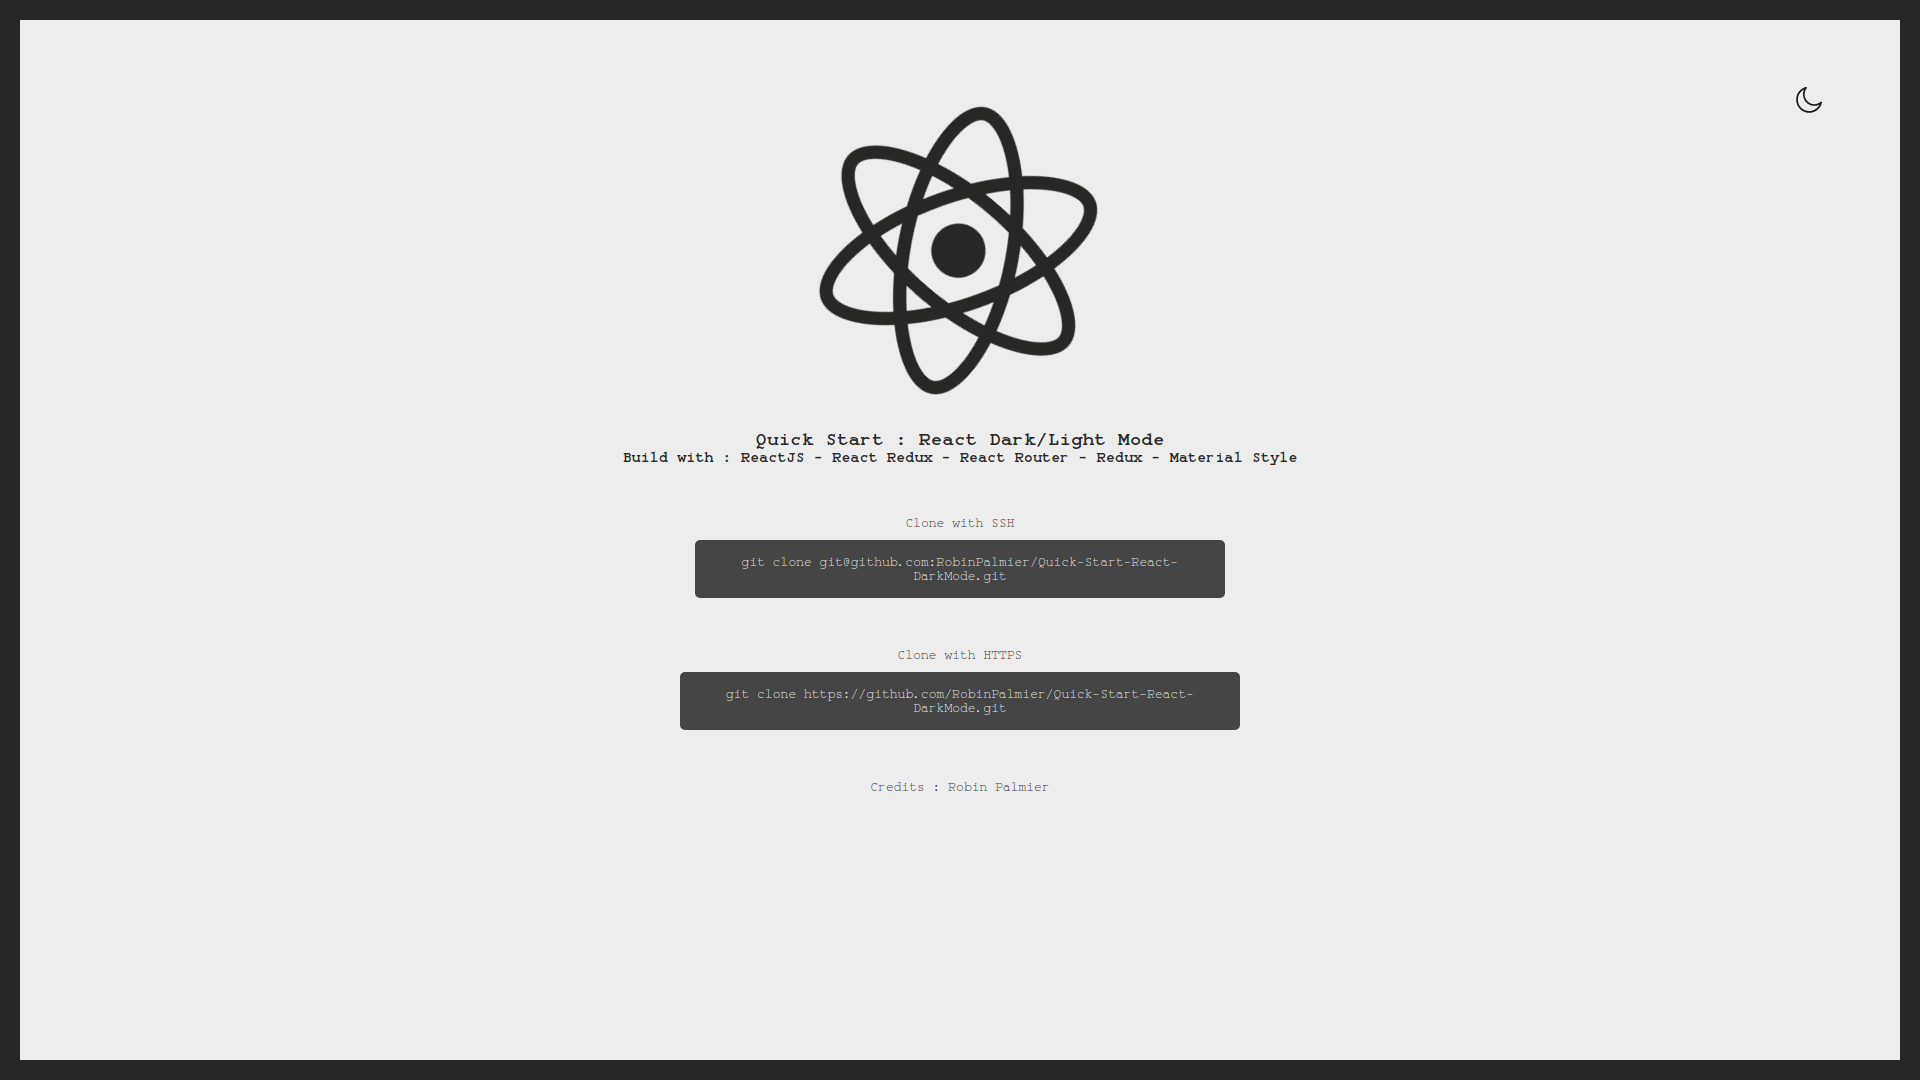 Quick Start : React Dark/Light Mode
Build with : ReactJS - React Redux - React Router - Redux - Material Style
Clone with SSH
git clone git@github.com:RobinPalmier/Quick-Start-React-
DarkMode.git
Clone with HTTPS
git clone https://github.com/RobinPalmier/Quick-Start-React-
DarkMode.git
Credits : Robin Palmier